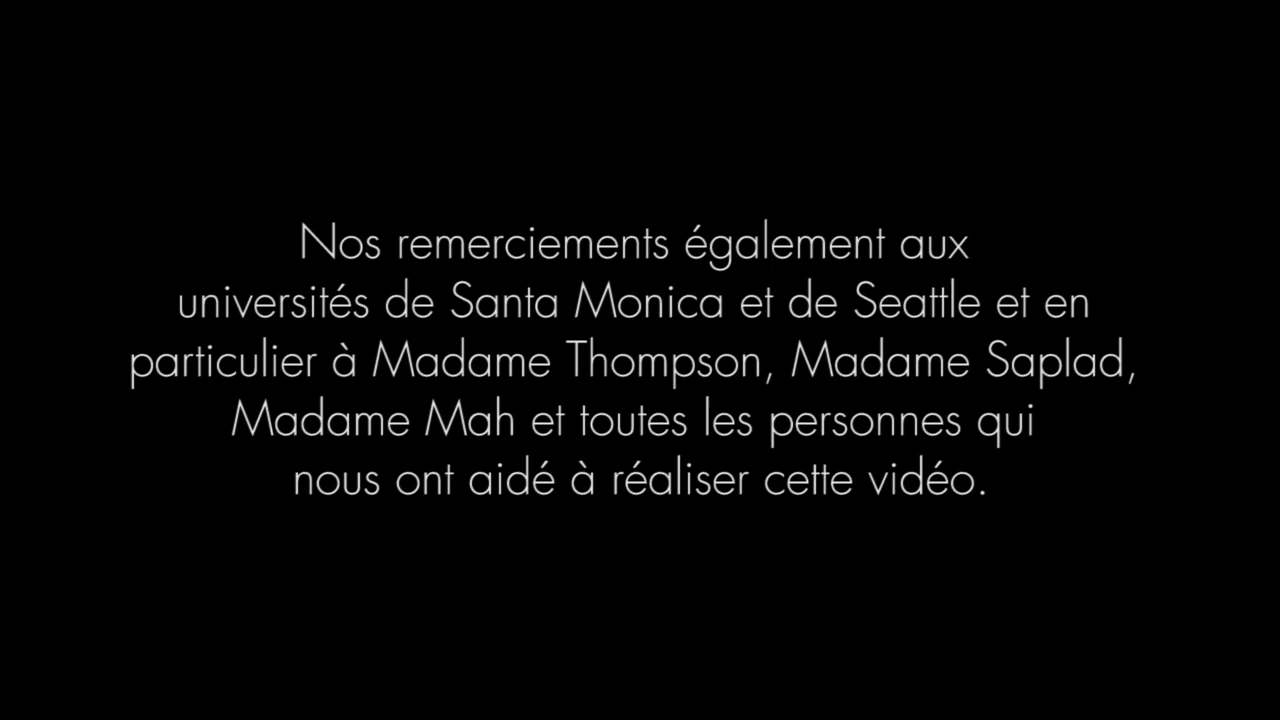 Nos remerciements également aux
universités de Santa Monica et de Seattle et en
particulier à Madame Thompson, Madame Saplad,
Madame Mah et toutes les personnes qui
nous ont aidé à réaliser cette vidéo.